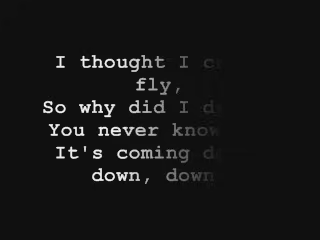 I thought I
fly,
So why did I
You never know
It's coming
down, down